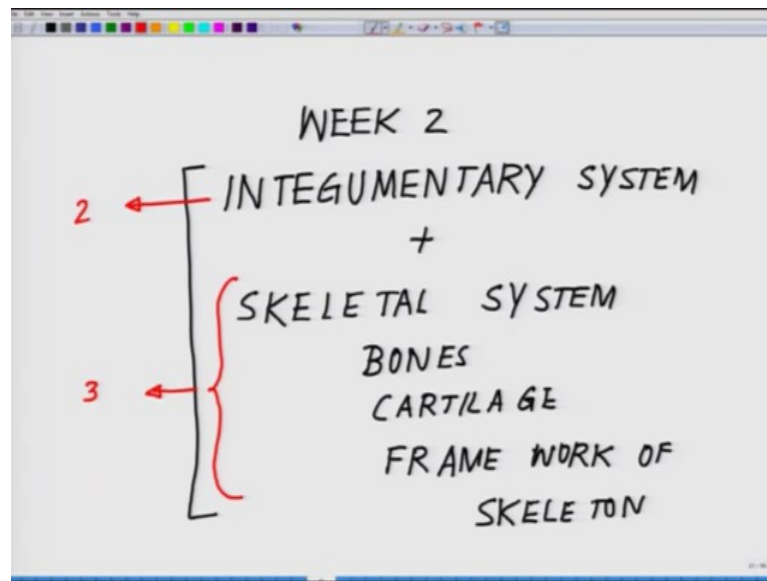 WEEK 2
2 INTEGUMENTARY SYSTEM
+
SKELETAL SYSTEM
BONES
3 CARTILAGE
FRAME WORK OF
SKELETON